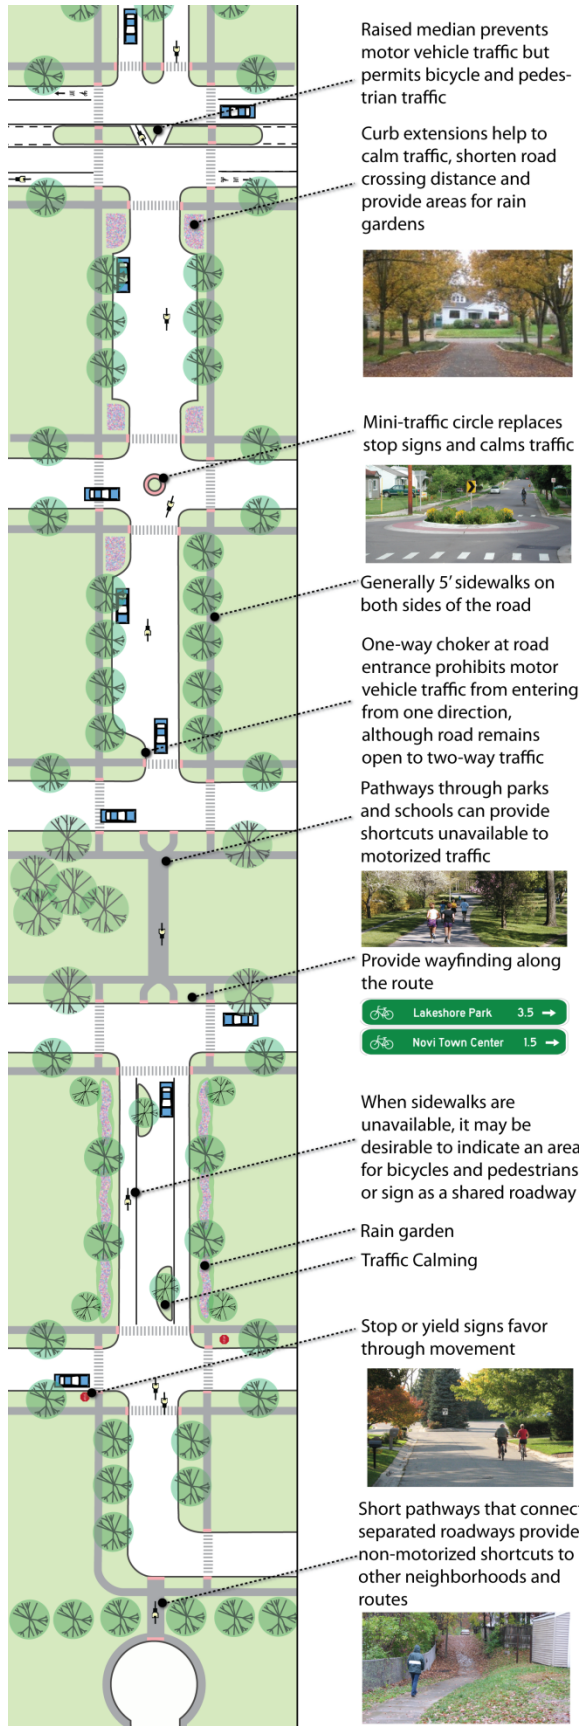 Raised median prevents
motor vehicle traffic but
permits bicycle and pedes-
trian traffic
Curb extensions help to
calm traffic, shorten road
crossing distance and
provide areas for rain
gardens
Mini-traffic circle replaces
stop signs and calms traffic
Generally 5' sidewalks on
both sides of the road
One-way choker at road
entrance prohibits motor
vehicle traffic from entering
from one direction,
although road remains
open to two-way traffic
Pathways through parks
and schools can provide
shortcuts unavailable to
motorized traffic
Provide wayfinding along
the route
Lakeshore Park 3.5
Novi Town Center 1.5
When sidewalks are
unavailable, it may be
desirable to indicate an area
for bicycles and pedestrians
or sign as a shared roadway
Rain garden
Traffic Calming
Stop or yield signs favor
through movement
Short pathways that connect
separated roadways provide
non-motorized shortcuts to
other neighborhoods and
routes